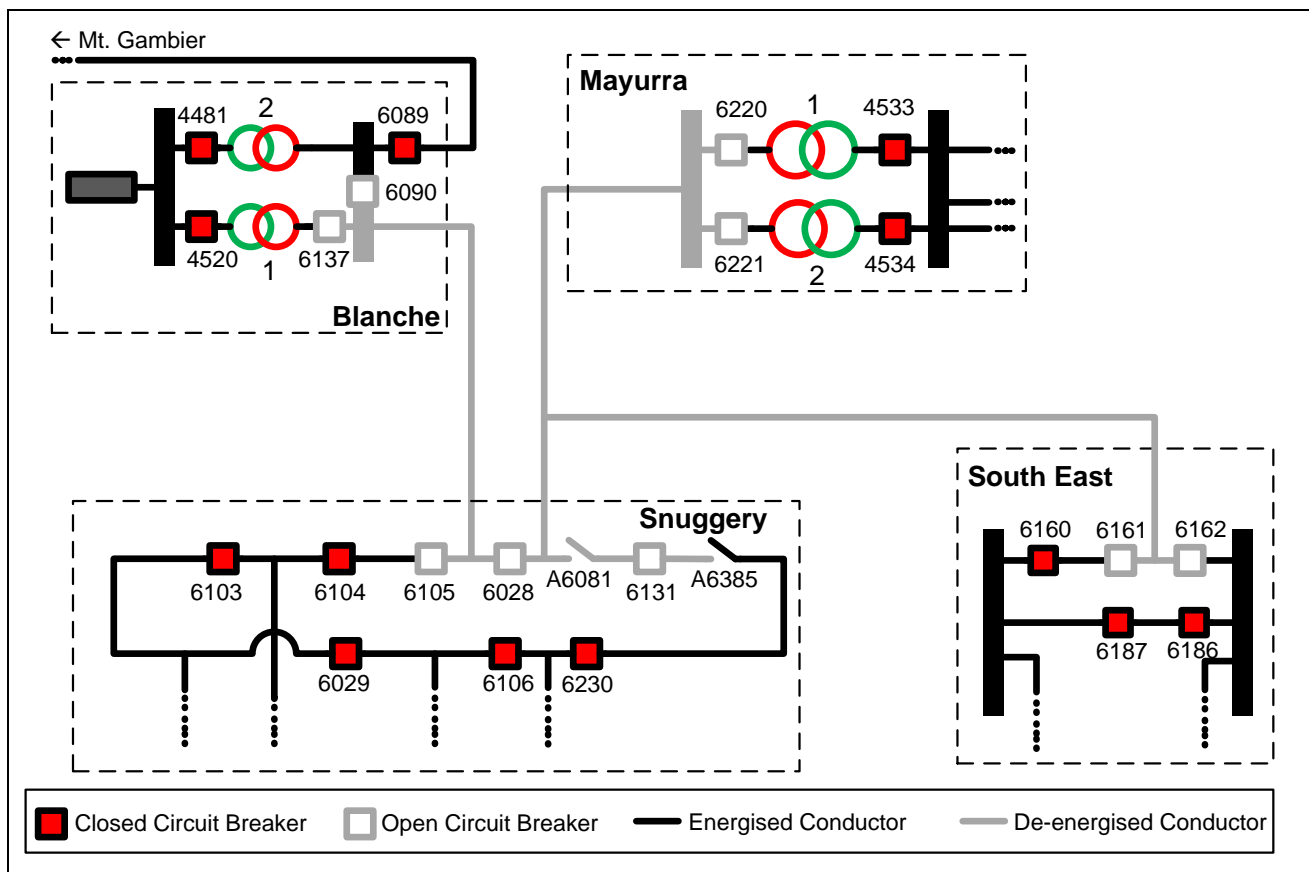 ← Mt. Gambier
4481
2
6089
6090
4520
1
6137
Blanche
Mayurra
6220
1
4533
6221
2
4534
South East
6160
6161
6162
6187
6186
Snuggery
6103
6104
6105
6028
A6081
6131
A6385
6029
6106
6230
Closed Circuit Breaker
Open Circuit Breaker
Energised Conductor
De-energised Conductor